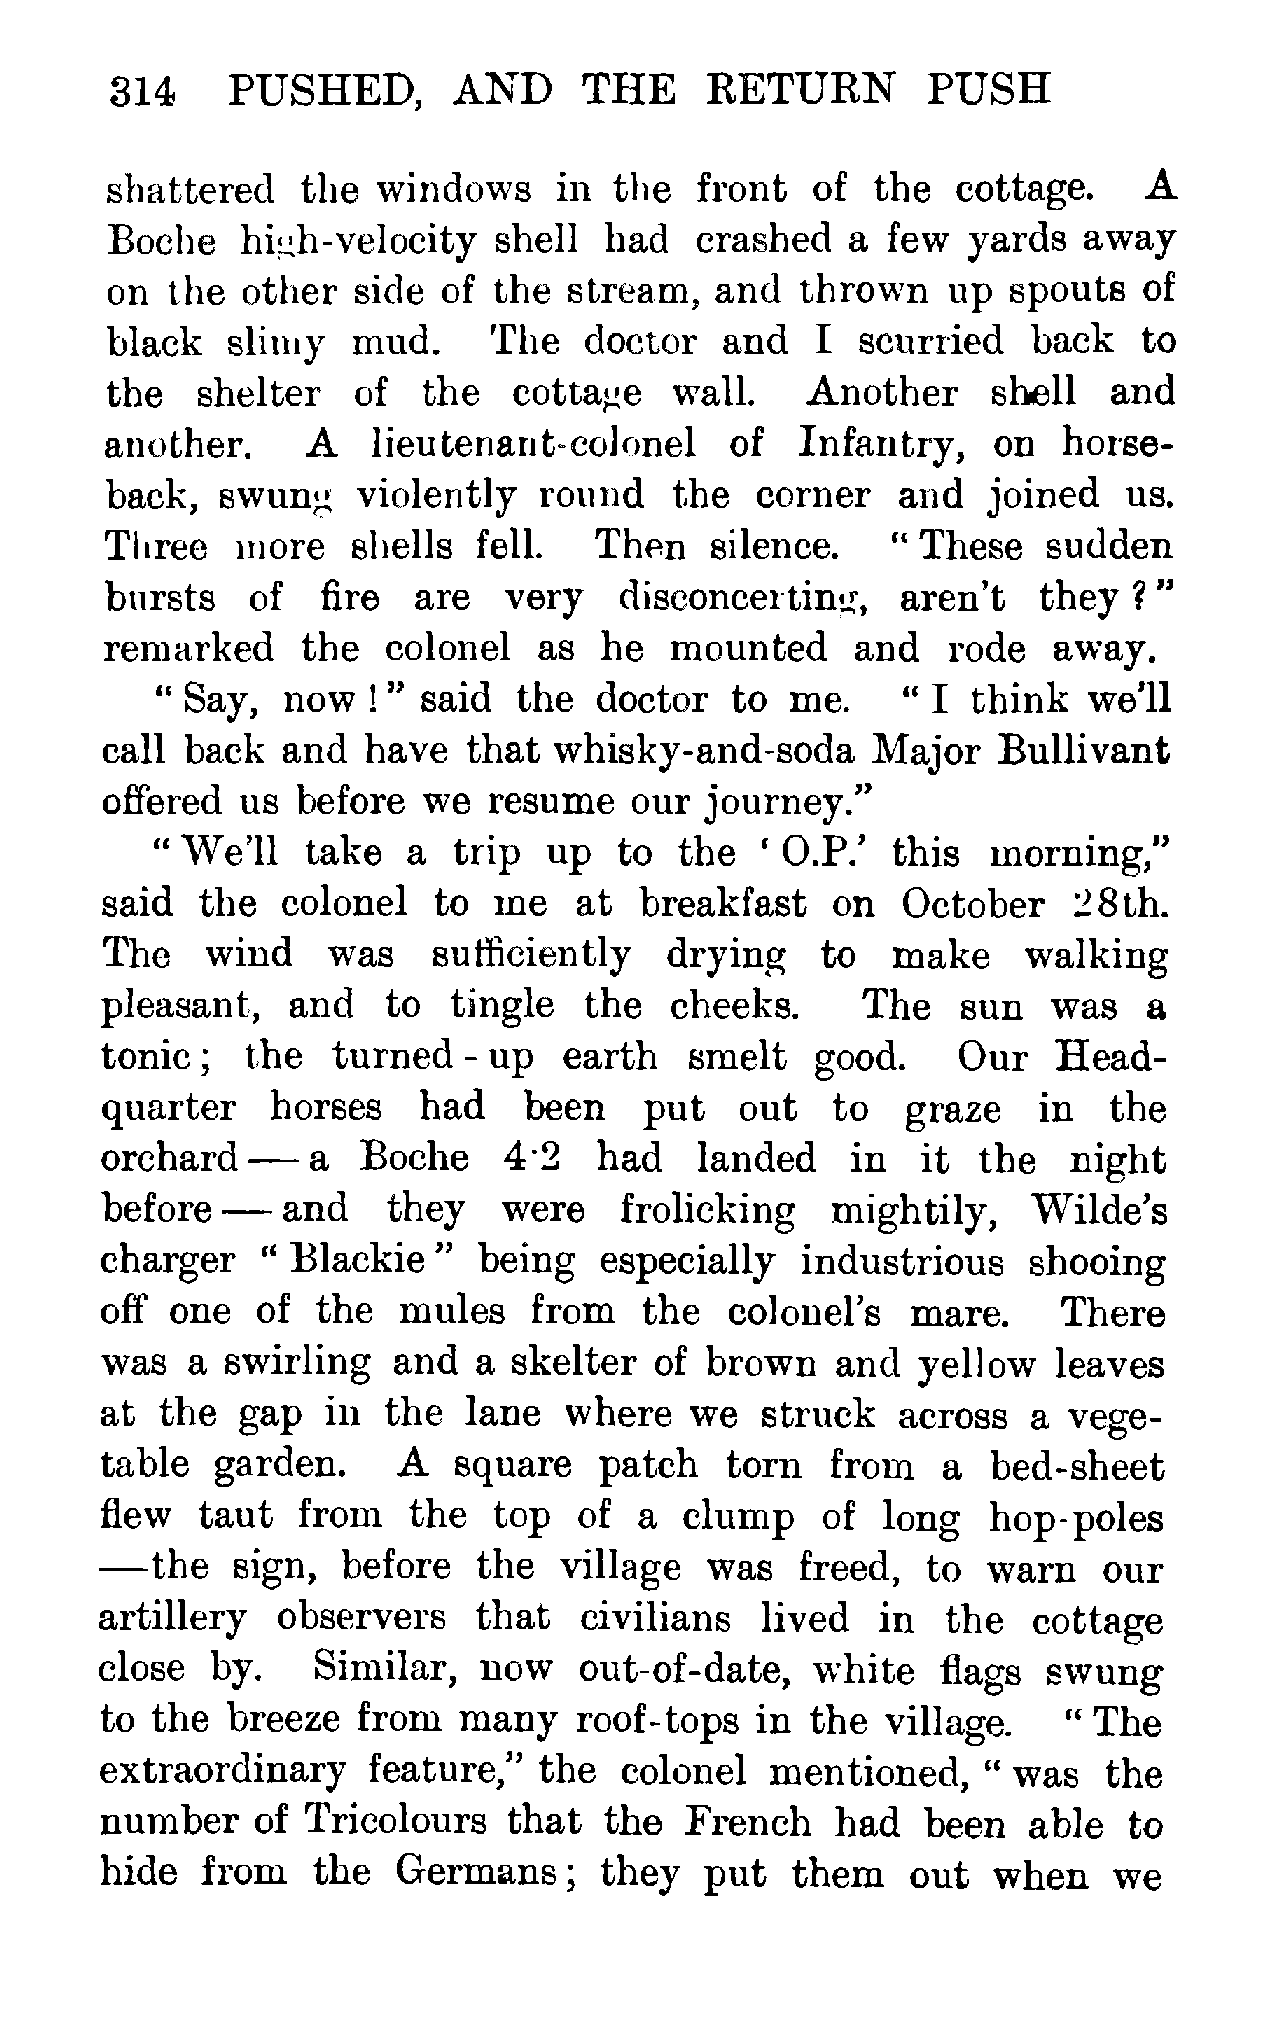 314 PUSHED, AND THE RETURN PUSH
shattered the windows in the front of the cottage. A
Boche high-velocity shell had crashed a few yards away
on the other side of the stream, and thrown up spouts of
black slimy mud. The doctor and I scurried back to
the shelter of the cottage wall. Another shell and
another. A lieutenant-colonel of Infantry, on horse-
back, swung violently round the corner and joined us.
Three more shells fell. Then silence. “ These sudden
bursts of fire are very disconcerting, aren’t they ? ”
remarked the colonel as he mounted and rode away.
“ Say, now ! ” said the doctor to me. “ I think we’ll
call back and have that whisky-and-soda Major Bullivant
offered us before we resume our journey.”
“ We’ll take a trip up to the ‘ O.P.’ this morning,”
said the colonel to me at breakfast on October 28th.
The wind was sufficiently drying to make walking
pleasant, and to tingle the cheeks. The sun was a
tonic ; the turned - up earth smelt good. Our Head-
quarter horses had been put out to graze in the
orchard — a Boche 4·2 had landed in it the night
before — and they were frolicking mightily, Wilde’s
charger “ Blackie ” being especially industrious shooing
off one of the mules from the colonel’s mare. There
was a swirling and a skelter of brown and yellow leaves
at the gap in the lane where we struck across a vege-
table garden. A square patch torn from a bed-sheet
flew taut from the top of a clump of long hop-poles
—the sign, before the village was freed, to warn our
artillery observers that civilians lived in the cottage
close by. Similar, now out-of-date, white flags swung
to the breeze from many roof-tops in the village. “ The
extraordinary feature,” the colonel mentioned, “ was the
number of Tricolours that the French had been able to
hide from the Germans ; they put them out when we